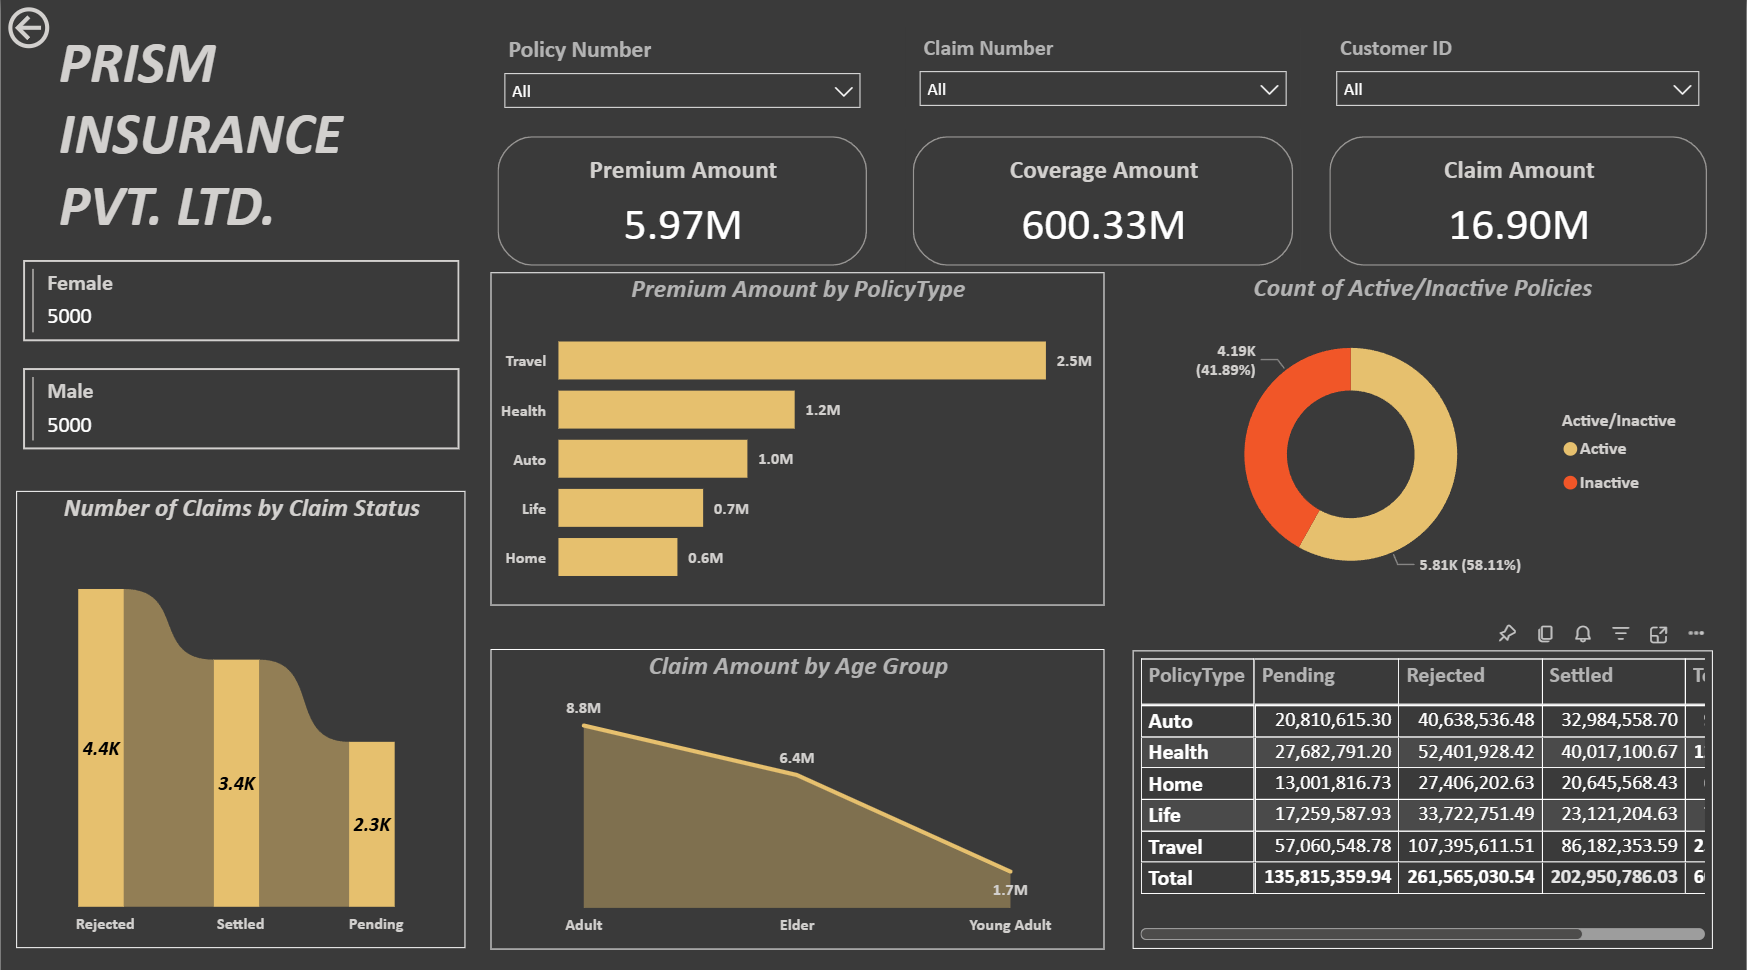 PRISM
INSURANCE
PVT. LTD.
Policy Number
All
Claim Number
All
Customer ID
All
Premium Amount
5.97M
Coverage Amount
600.33M
Claim Amount
16.90M
Female
5000
Male
5000
Number of Claims by Claim Status
4.4K
3.4K
2.3K
Rejected Settled Pending
Premium Amount by PolicyType
Travel 2.5M
Health 1.2M
Auto 1.0M
Life 0.7M
Home 0.6M
Count of Active/Inactive Policies
4.19K
(41.89%)
5.81K (58.11%)
Active/Inactive
Active
Inactive
Claim Amount by Age Group
8.8M
6.4M
1.7M
Adult Elder Young Adult
PolicyType Pending Rejected Settled
Auto 20,810,615.30 40,638,536.48 32,984,558.70
Health 27,682,791.20 52,401,928.42 40,017,100.67
Home 13,001,816.73 27,406,202.63 20,645,568.43
Life 17,259,587.93 33,722,751.49 23,121,204.63
Travel 57,060,548.78 107,395,611.51 86,182,353.59
Total 135,815,359.94 261,565,030.54 202,950,786.03